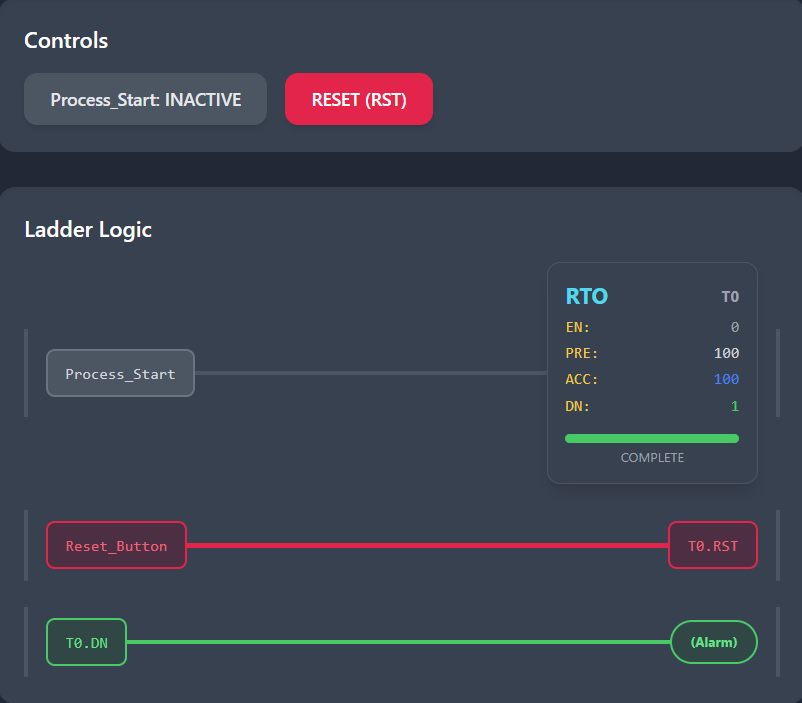 Controls
Process_Start: INACTIVE RESET (RST)
Ladder Logic
RTO T0
EN: 0
PRE: 100
Process_Start
ACC: 100
DN: 1
COMPLETE
Reset_Button T0.RST
T0.DN (Alarm)